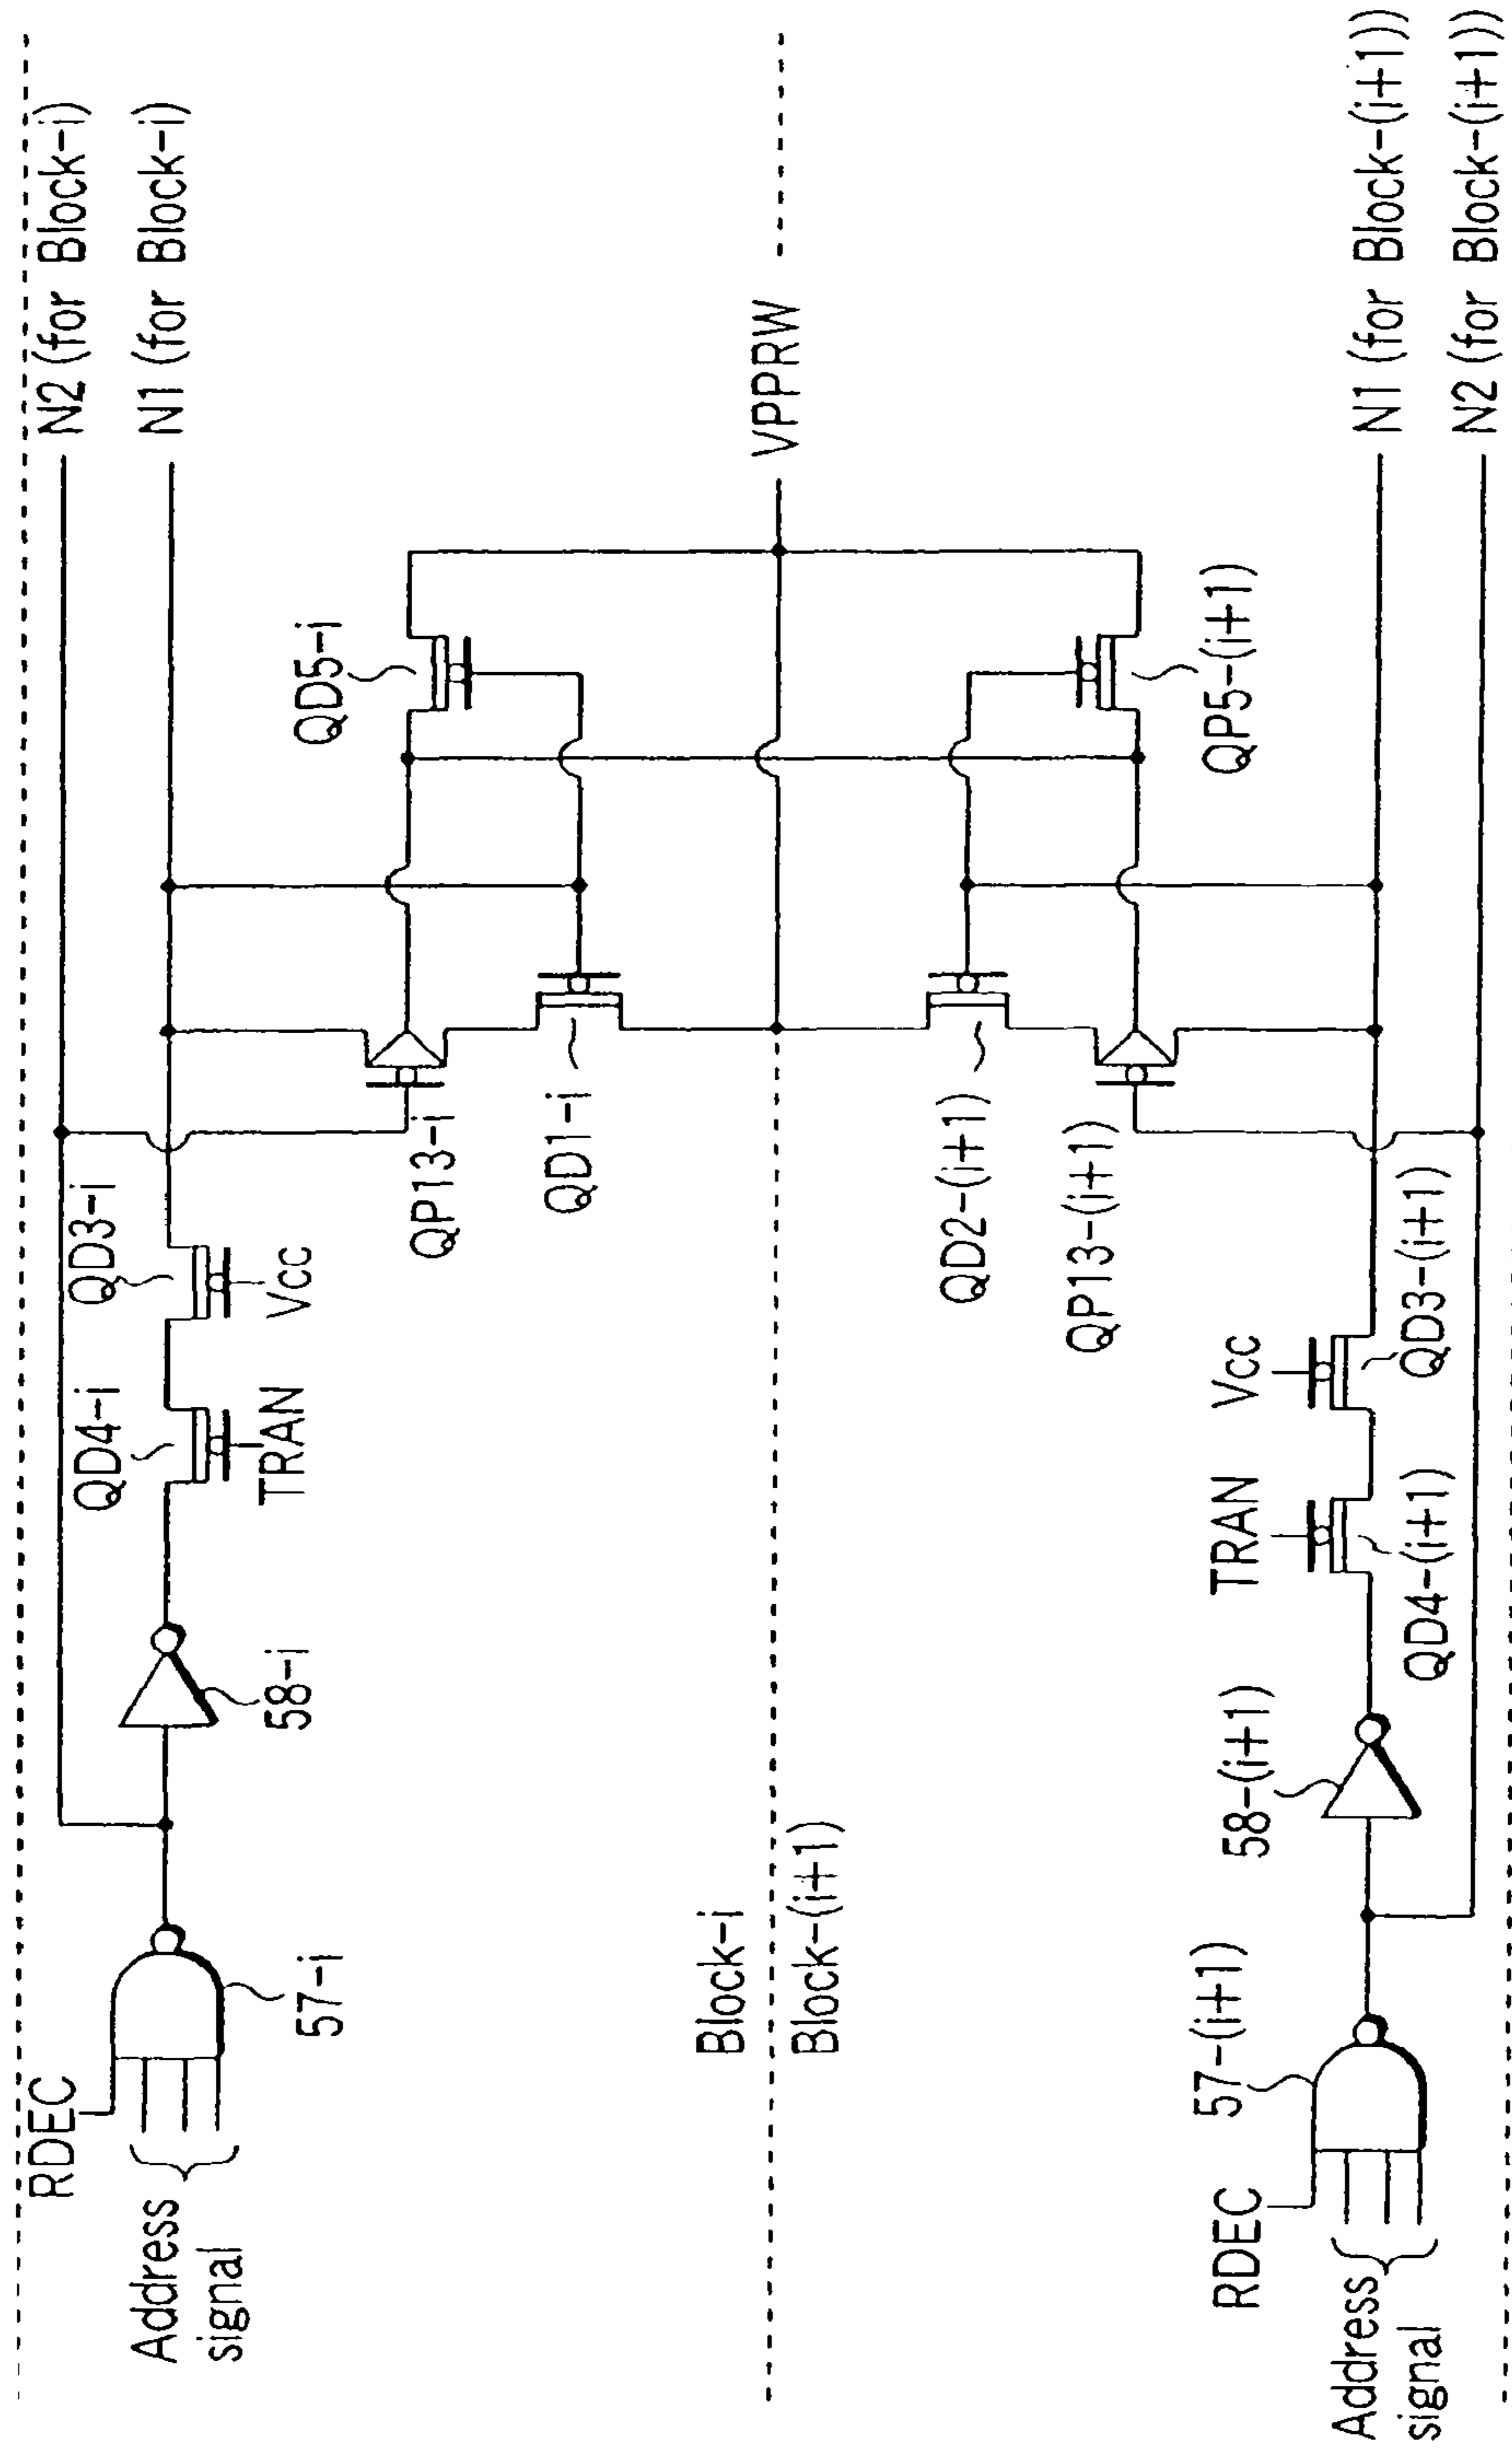 RDEC
Address
signal
57-i
58-i
QD4-i
TRAN
QD3-i
Vcc
N2 (for Block-i)
N1 (for Block-i)
QP13-i
QD1-i
QD5-i
VPPRW
Block-i
Block-(i+1)
QD2-(i+1)
QP13-(i+1)
QP5-(i+1)
RDEC
Address
signal
57-(i+1)
58-(i+1)
TRAN
QD4-(i+1)
Vcc
QD3-(i+1)
N1 (for Block-(i+1))
N2 (for Block-(i+1))